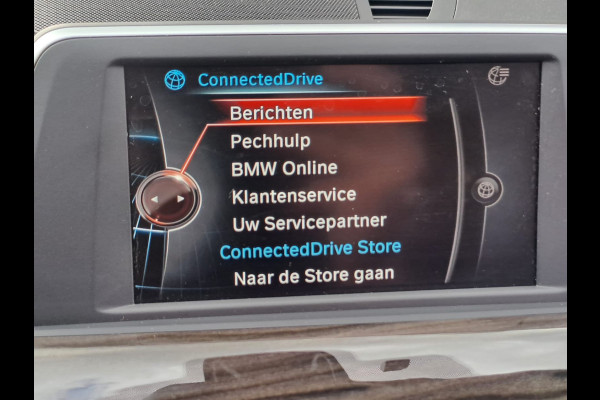 ConnectedDrive
Berichten
Pechhulp
BMW Online
Klantenservice
Uw Servicepartner
ConnectedDrive Store
Naar de Store gaan